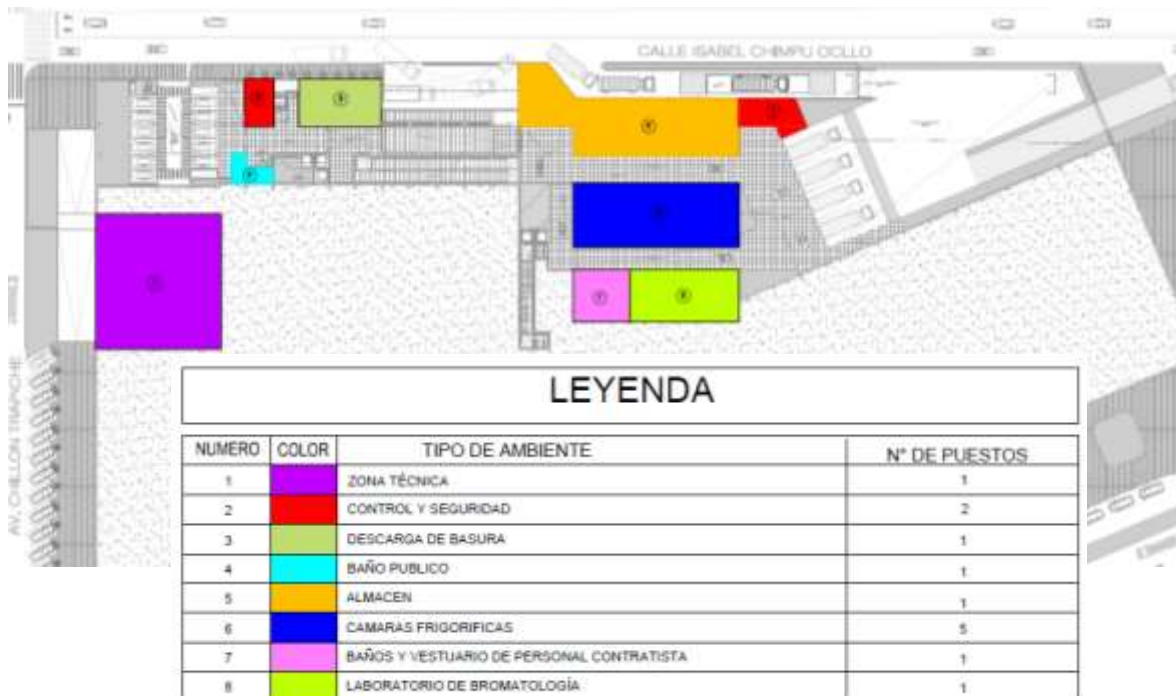 CALLE ISABEL CHIMPU OCLLO
AV. CHILLON TRAPICHE
7
LEYENDA
NUMERO COLOR TIPO DE AMBIENTE N° DE PUESTOS
1 ZONA TÉCNICA 1
2 CONTROL Y SEGURIDAD 2
3 DESCARGA DE BASURA 1
4 BAÑO PUBLICO 1
5 ALMACEN 1
6 CAMARAS FRIGORIFICAS 5
7 BAÑOS Y VESTUARIO DE PERSONAL CONTRATISTA 1
8 LABORATORIO DE BROMATOLOGÍA 1